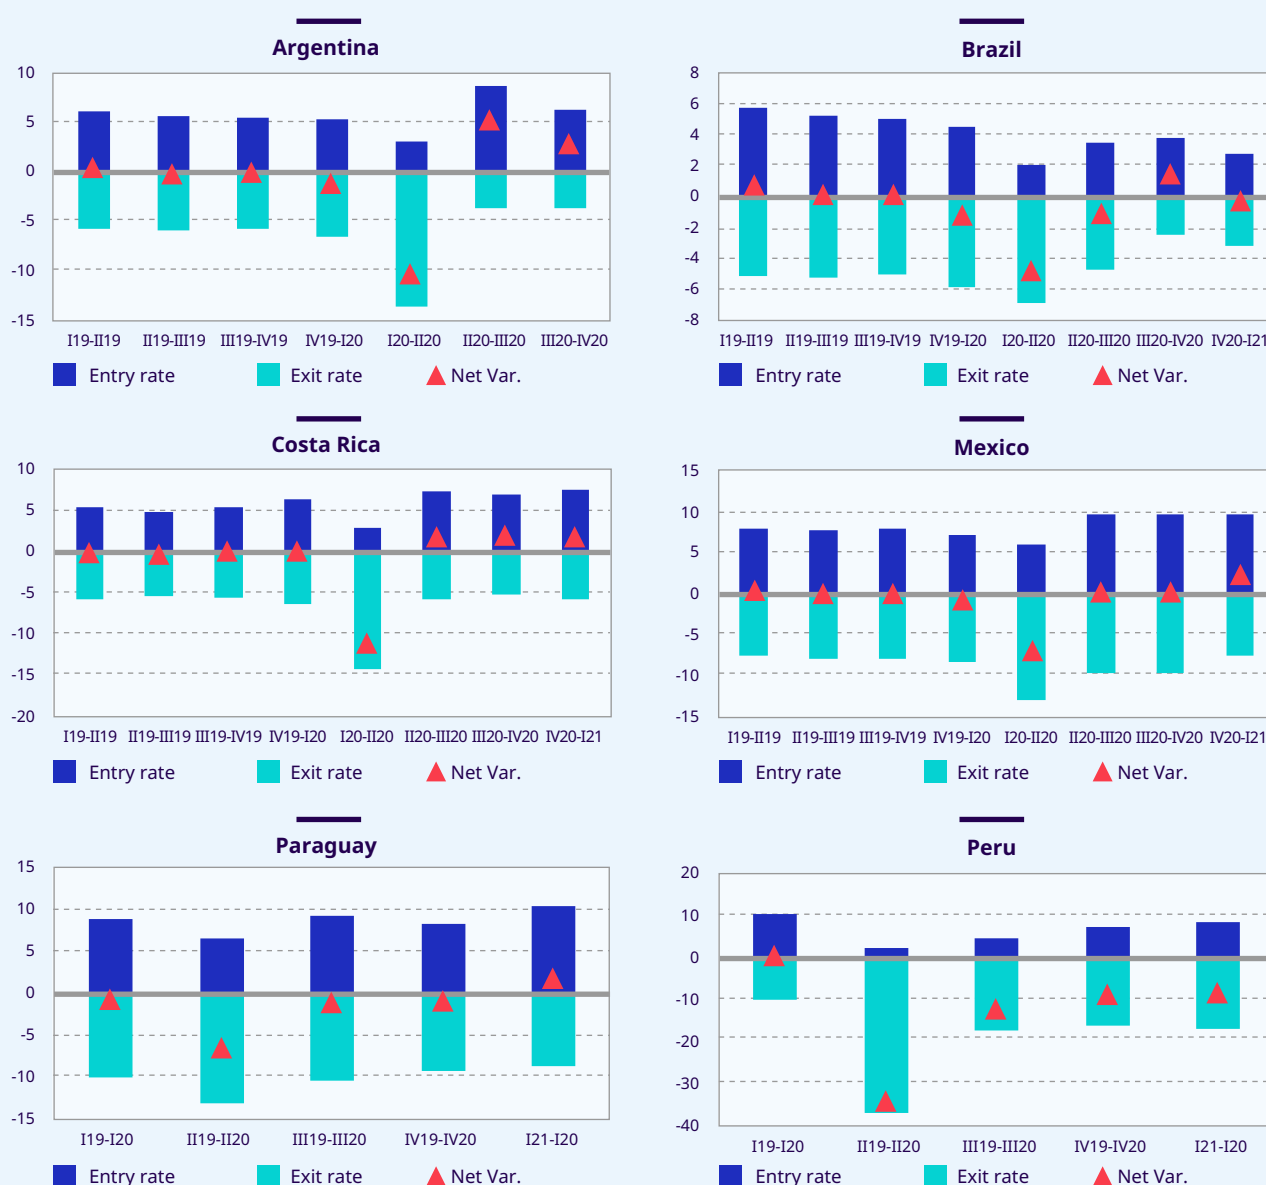 Argentina
10
5
0
-5
-10
-15
I19-II19 II19-III19 III19-IV19 IV19-I20 I20-II20 II20-III20 III20-IV20
Entry rate Exit rate Net Var.
Brazil
8
6
4
2
0
-2
-4
-6
-8
I19-II19 II19-III19 III19-IV19 IV19-I20 I20-II20 II20-III20 III20-IV20 IV20-I21
Entry rate Exit rate Net Var.
Costa Rica
10
5
0
-5
-10
-15
-20
I19-II19 II19-III19 III19-IV19 IV19-I20 I20-II20 II20-III20 III20-IV20 IV20-I21
Entry rate Exit rate Net Var.
Mexico
15
10
5
0
-5
-10
-15
I19-II19 II19-III19 III19-IV19 IV19-I20 I20-II20 II20-III20 III20-IV20 IV20-I21
Entry rate Exit rate Net Var.
Paraguay
15
10
5
0
-5
-10
-15
I19-I20 II19-II20 III19-III20 IV19-IV20 I21-I20
Entry rate Exit rate Net Var.
Peru
20
10
0
-10
-20
-30
-40
I19-I20 II19-II20 III19-III20 IV19-IV20 I21-I20
Entry rate Exit rate Net Var.